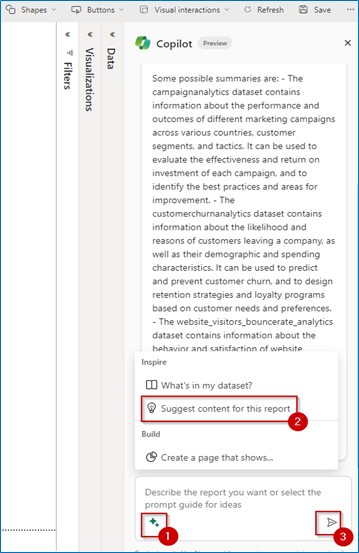 Shapes Buttons Visual interactions Refresh Save ...
Filters
Visualizations
Data
Copilot Preview
Some possible summaries are: - The
campaignanalytics dataset contains
information about the performance and
outcomes of different marketing campaigns
across various countries, customer
segments, and tactics. It can be used to
evaluate the effectiveness and return on
investment of each campaign, and to
identify the best practices and areas for
improvement. - The
customerchurnanalytics dataset contains
information about the likelihood and
reasons of customers leaving a company, as
well as their demographic and spending
characteristics. It can be used to predict
and prevent customer churn, and to design
retention strategies and loyalty programs
based on customer needs and preferences.
- The website_visitors_bouncerate_analytics
dataset contains information about the
behavior and satisfaction of website
Inspire
What's in my dataset?
Suggest content for this report
2
Build
Create a page that shows...
Describe the report you want or select the
prompt guide for ideas
1
3